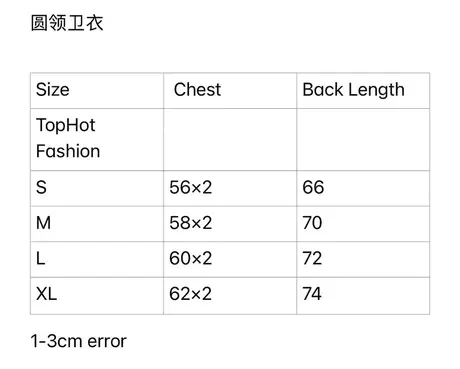 圆领卫衣
Size Chest Back Length
TopHot
Fashion
S 56×2 66
M 58×2 70
L 60×2 72
XL 62×2 74
1-3cm error